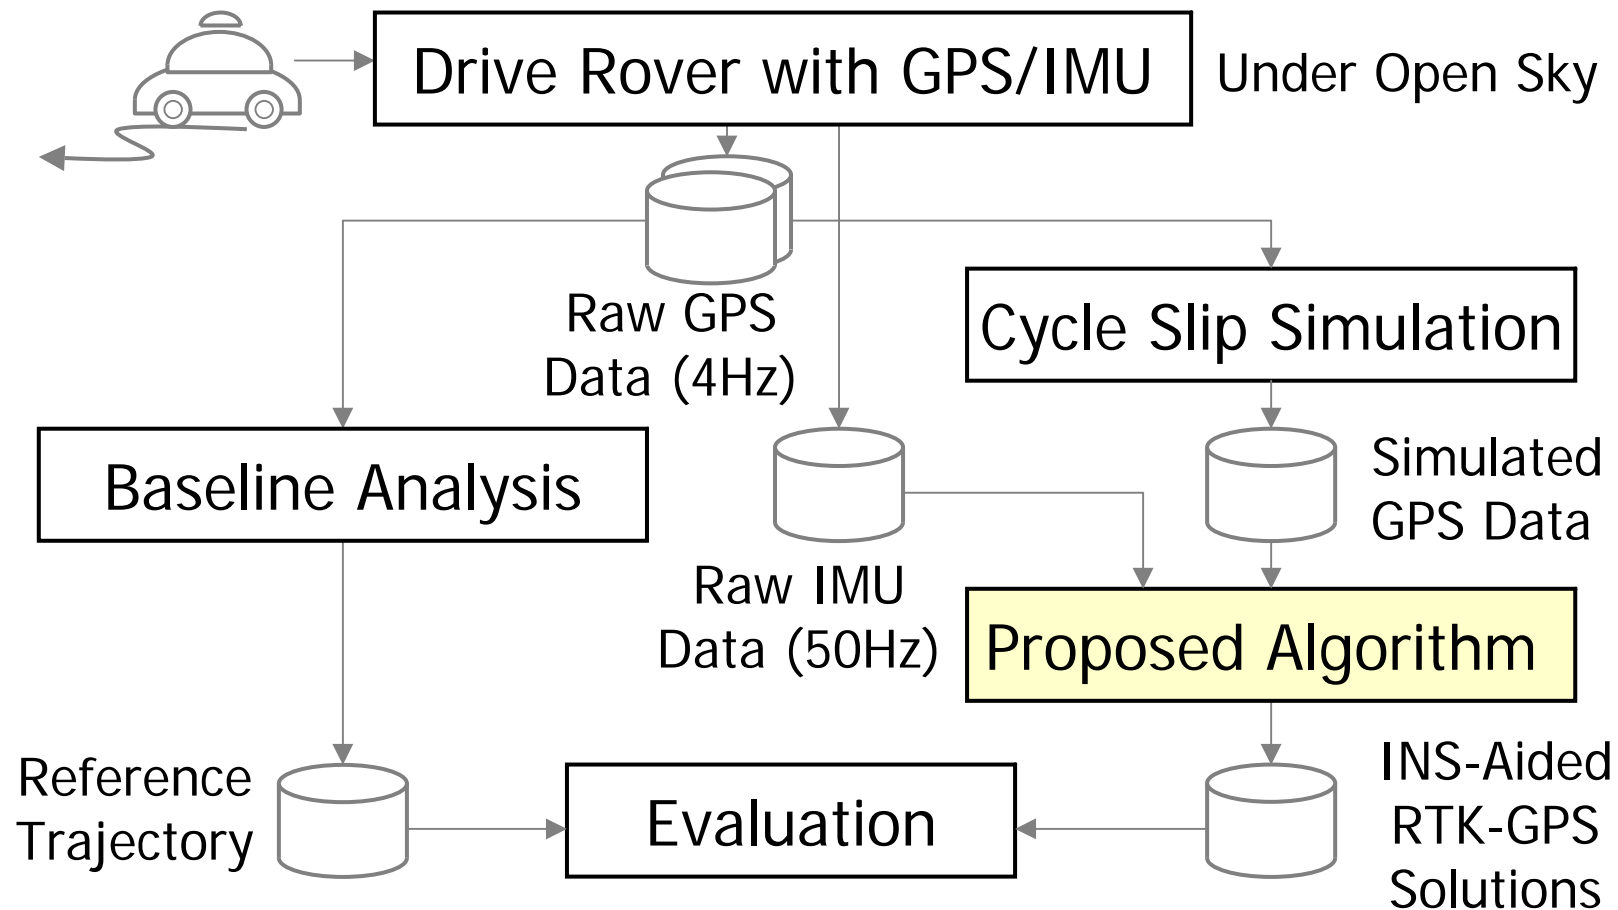 Drive Rover with GPS/IMU
Under Open Sky
Raw GPS
Data (4Hz)
Cycle Slip Simulation
Baseline Analysis
Simulated
GPS Data
Raw IMU
Data (50Hz)
Proposed Algorithm
Reference
Trajectory
Evaluation
INS-Aided
RTK-GPS
Solutions